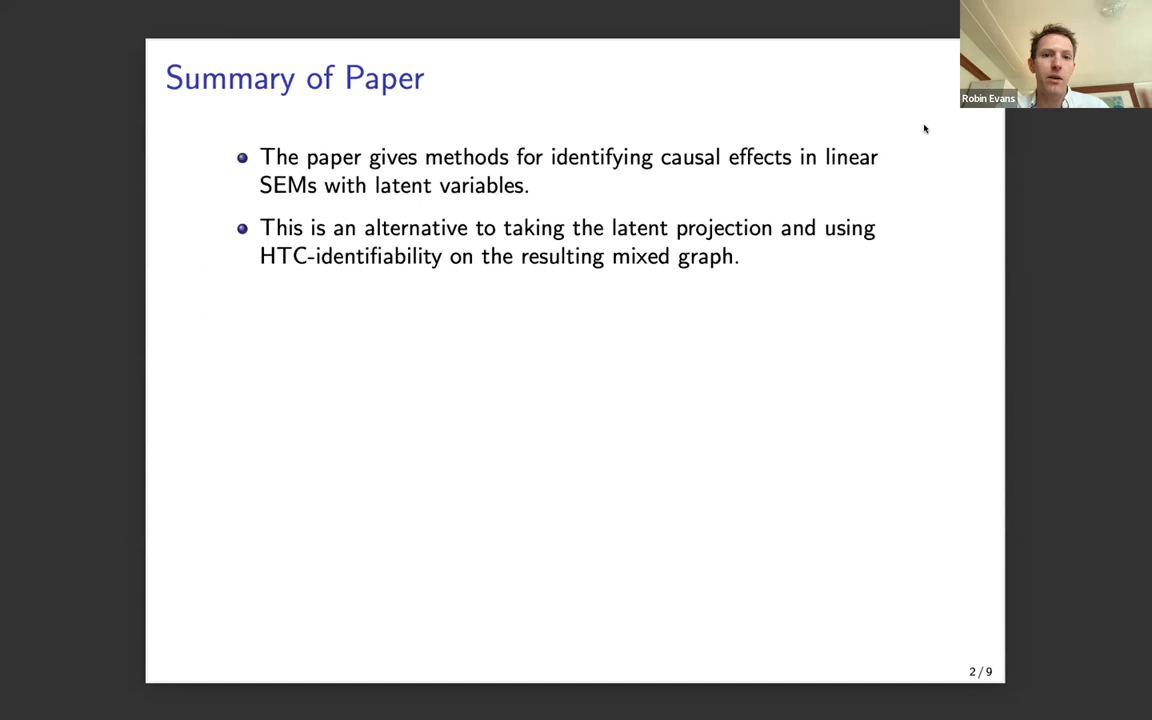 Summary of Paper
Robin Evans
The paper gives methods for identifying causal effects in linear
SEMs with latent variables.
This is an alternative to taking the latent projection and using
HTC-identifiability on the resulting mixed graph.
2 / 9